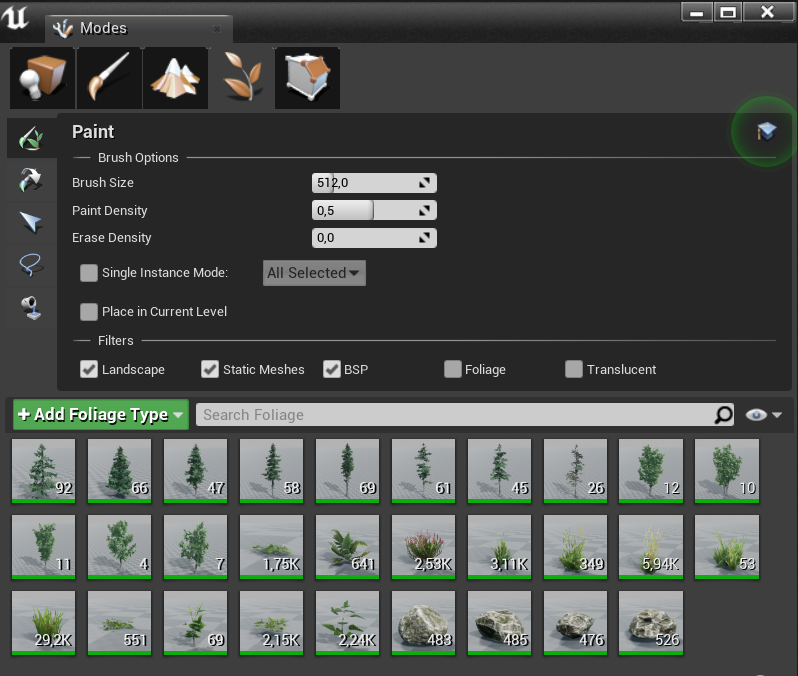 Modes
Paint
Brush Options
Brush Size 512,0
Paint Density 0,5
Erase Density 0,0
Single Instance Mode: All Selected
Place in Current Level
Filters
Landscape Static Meshes BSP Foliage Translucent
+ Add Foliage Type Search Foliage
92 66 47 58 69 61 45 26 12 10
11 4 7 1,75K 641 2,53K 3,11K 349 5,94K 53
29,2K 551 69 2,15K 2,24K 483 485 476 526